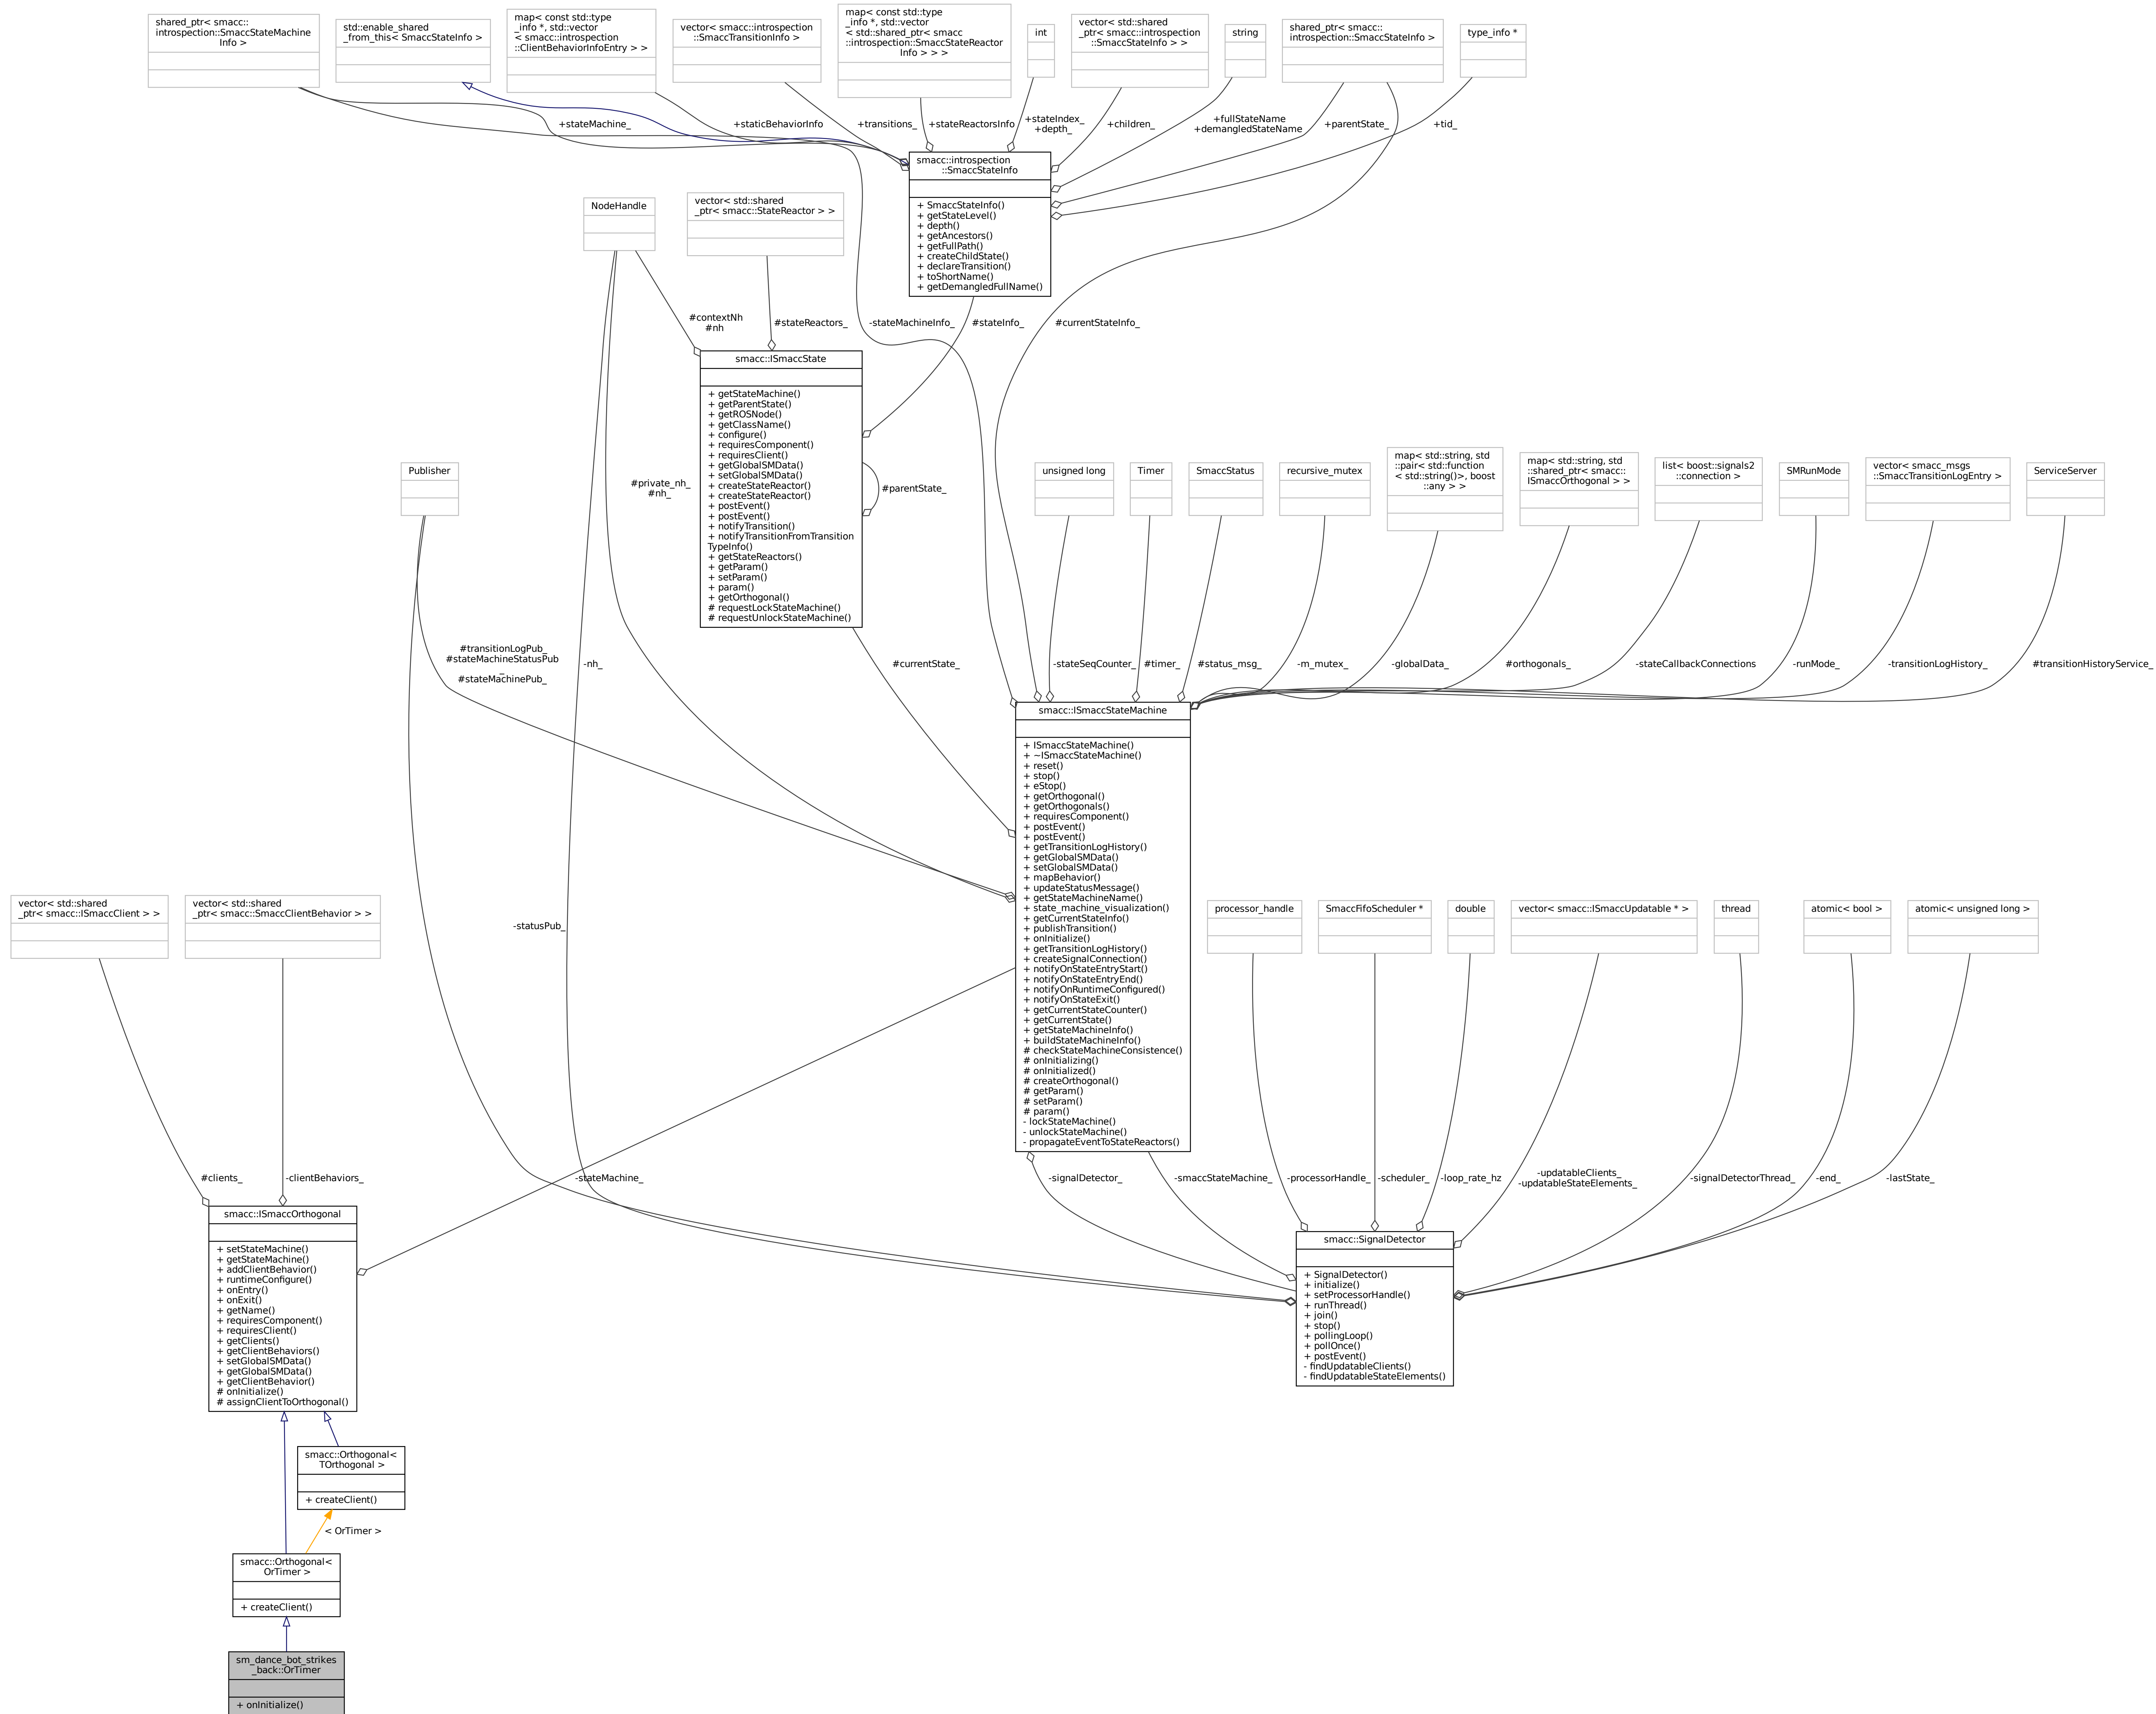 shared_ptr< smacc::
introspection::SmaccStateMachine
Info >
std::enable_shared
_from_this< SmaccStateInfo >
map< const std::type
_info *, std::vector
< smacc::introspection
::ClientBehaviorInfoEntry > >
vector< smacc::introspection
::SmaccTransitionInfo >
map< const std::type
_info *, std::vector
< std::shared_ptr< smacc
::introspection::SmaccStateReactor
Info > > >
int
vector< std::shared
_ptr< smacc::introspection
::SmaccStateInfo > >
string
shared_ptr< smacc::
introspection::SmaccStateInfo >
type_info *
+stateMachine_
+staticBehaviorInfo
+transitions_
+stateReactorsInfo
+stateIndex_
+depth_
+children_
+fullStateName
+demangledStateName
+parentState_
+tid_
smacc::introspection
::SmaccStateInfo
+ SmaccStateInfo()
+ getStateLevel()
+ depth()
+ getAncestors()
+ getFullPath()
+ createChildState()
+ declareTransition()
+ toShortName()
+ getDemangledFullName()
NodeHandle
vector< std::shared
_ptr< smacc::StateReactor > >
#contextNh
#nh
#stateReactors_
-stateMachineInfo_
#stateInfo_
#currentStateInfo_
smacc::ISmaccState
+ getStateMachine()
+ getParentState()
+ getROSNode()
+ getClassName()
+ configure()
+ requiresComponent()
+ requiresClient()
+ getGlobalSMData()
+ setGlobalSMData()
+ createStateReactor()
+ createStateReactor()
+ postEvent()
+ postEvent()
+ notifyTransition()
+ notifyTransitionFromTransition
TypeInfo()
+ getStateReactors()
+ getParam()
+ setParam()
+ param()
+ getOrthogonal()
# requestLockStateMachine()
# requestUnlockStateMachine()
#parentState_
Publisher
#private_nh_
#nh_
unsigned long
Timer
SmaccStatus
recursive_mutex
map< std::string, std
::pair< std::function
< std::string()>, boost
::any > >
map< std::string, std
::shared_ptr< smacc::
ISmaccOrthogonal > >
list< boost::signals2
::connection >
SMRunMode
vector< smacc_msgs
::SmaccTransitionLogEntry >
ServiceServer
#transitionLogPub_
#stateMachineStatusPub
_
#stateMachinePub_
-nh_
#currentState_
-stateSeqCounter_
#timer_
#status_msg_
-m_mutex_
-globalData_
#orthogonals_
-stateCallbackConnections
-runMode_
-transitionLogHistory_
#transitionHistoryService_
smacc::ISmaccStateMachine
+ ISmaccStateMachine()
+ ~ISmaccStateMachine()
+ reset()
+ stop()
+ eStop()
+ getOrthogonal()
+ getOrthogonals()
+ requiresComponent()
+ postEvent()
+ postEvent()
+ getTransitionLogHistory()
+ getGlobalSMData()
+ setGlobalSMData()
+ mapBehavior()
+ updateStatusMessage()
+ getStateMachineName()
+ state_machine_visualization()
+ getCurrentStateInfo()
+ publishTransition()
+ onInitialize()
+ getTransitionLogHistory()
+ createSignalConnection()
+ notifyOnStateEntryStart()
+ notifyOnStateEntryEnd()
+ notifyOnRuntimeConfigured()
+ notifyOnStateExit()
+ getCurrentStateCounter()
+ getCurrentState()
+ getStateMachineInfo()
+ buildStateMachineInfo()
# checkStateMachineConsistence()
# onInitializing()
# onInitialized()
# createOrthogonal()
# getParam()
# setParam()
# param()
- lockStateMachine()
- unlockStateMachine()
- propagateEventToStateReactors()
vector< std::shared
_ptr< smacc::ISmaccClient > >
vector< std::shared
_ptr< smacc::SmaccClientBehavior > >
-statusPub_
processor_handle
SmaccFifoScheduler *
double
vector< smacc::ISmaccUpdatable * >
thread
atomic< bool >
atomic< unsigned long >
#clients_
-clientBehaviors_
-stateMachine_
-signalDetector_
-smaccStateMachine_
-processorHandle_
-scheduler_
-loop_rate_hz
-updatableClients_
-updatableStateElements_
-signalDetectorThread_
-end_
-lastState_
smacc::ISmaccOrthogonal
+ setStateMachine()
+ getStateMachine()
+ addClientBehavior()
+ runtimeConfigure()
+ onEntry()
+ onExit()
+ getName()
+ requiresComponent()
+ requiresClient()
+ getClients()
+ getClientBehaviors()
+ setGlobalSMData()
+ getGlobalSMData()
+ getClientBehavior()
# onInitialize()
# assignClientToOrthogonal()
smacc::SignalDetector
+ SignalDetector()
+ initialize()
+ setProcessorHandle()
+ runThread()
+ join()
+ stop()
+ pollingLoop()
+ pollOnce()
+ postEvent()
- findUpdatableClients()
- findUpdatableStateElements()
smacc::Orthogonal<
TOrthogonal >
+ createClient()
< OrTimer >
smacc::Orthogonal<
OrTimer >
+ createClient()
sm_dance_bot_strikes
_back::OrTimer
+ onInitialize()